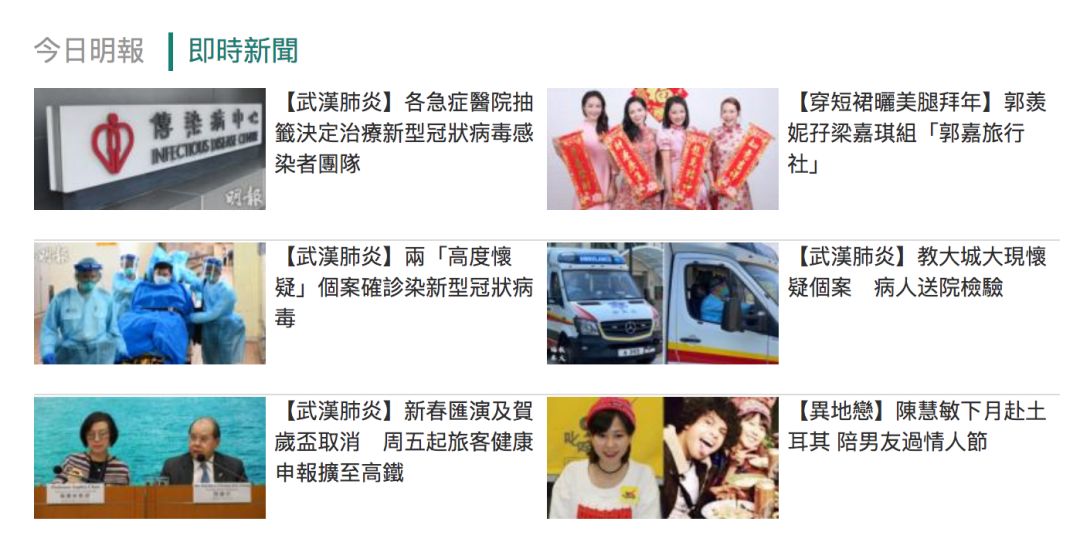 今日明報
即時新聞
傳染病中心
INFECTIOUS DISEASE CENTRE
明報
【武漢肺炎】各急症醫院抽
籤決定治療新型冠狀病毒感
染者團隊
【穿短裙曬美腿拜年】郭羨
妮孖梁嘉琪組「郭嘉旅行
社」
明報
【武漢肺炎】兩「高度懷
疑」個案確診染新型冠狀病
毒
AMBULANCE
【武漢肺炎】教大城大現懷
疑個案　病人送院檢驗
【武漢肺炎】新春匯演及賀
歲盃取消　周五起旅客健康
申報擴至高鐵
【異地戀】陳慧敏下月赴土
耳其 陪男友過情人節